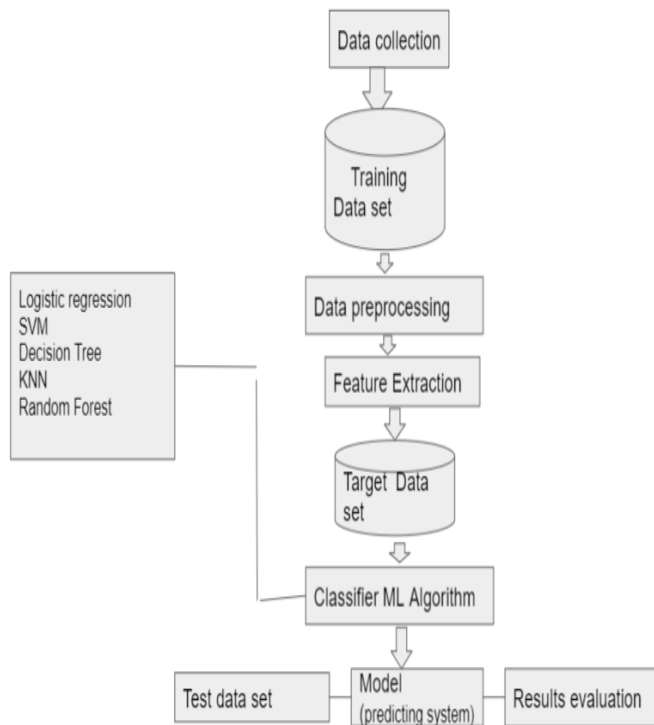 Data collection
Training
Data set
Data preprocessing
Logistic regression
SVM
Decision Tree
KNN
Random Forest
Feature Extraction
Target Data
set
Classifier ML Algorithm
Test data set
Model
(predicting system)
Results evaluation